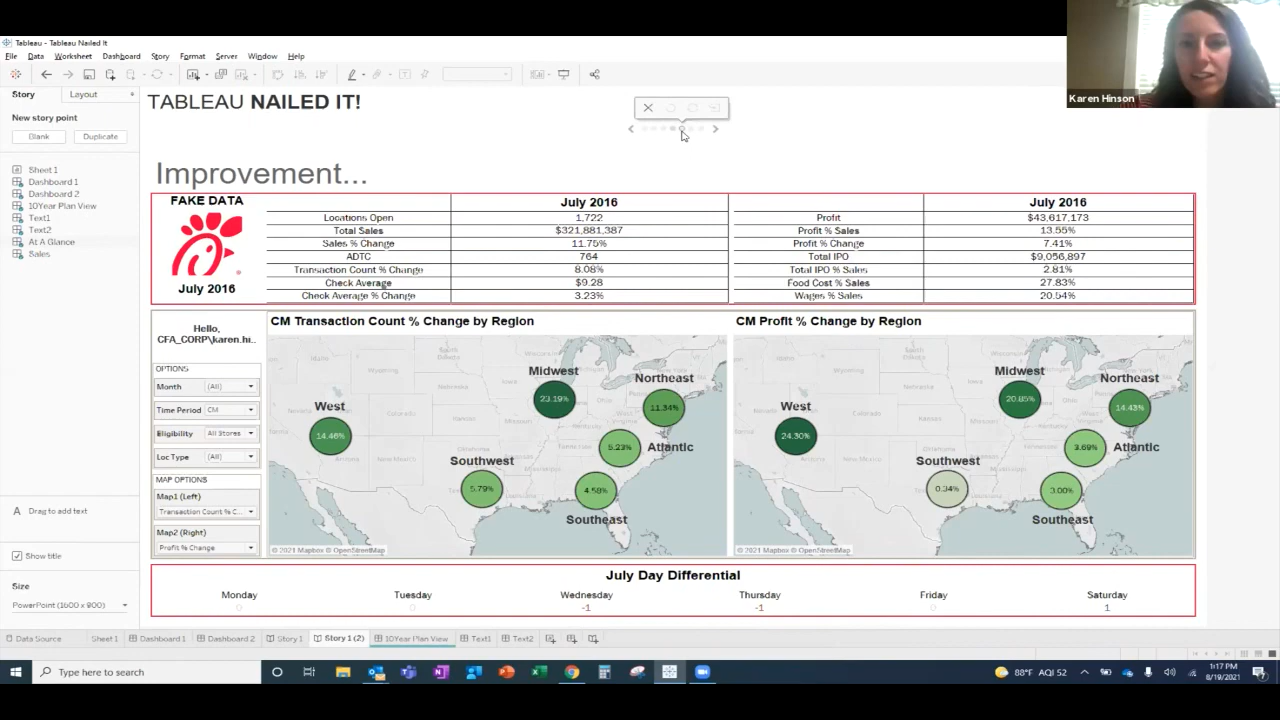 Tableau - Tableau Nailed It
File Data Worksheet Dashboard Story Format Server Window Help
Story Layout
New story point
Blank Duplicate
Sheet 1
Dashboard 1
Dashboard 2
10Year Plan View
Text1
Text2
At A Glance
Sales
Drag to add text
Show title
Size
PowerPoint (1600 x 900)
TABLEAU NAILED IT!
Karen Hinson
Improvement...
FAKE DATA
July 2016
July 2016 July 2016
Locations Open 1,722 Profit $43,617,173
Total Sales $321,881,387 Profit % Sales 13.55%
Sales % Change 11.75% Profit % Change 7.41%
ADTC 764 Total IPO $9,056,897
Transaction Count % Change 8.08% Total IPO % Sales 2.81%
Check Average $9.28 Food Cost % Sales 27.83%
Check Average % Change 3.23% Wages % Sales 20.54%
Hello,
CFA_CORP\karen.hi..
OPTIONS
Month (All)
Time Period CM
Eligibility All Stores
Loc Type (All)
MAP OPTIONS
Map1 (Left)
Transaction Count % C...
Map2 (Right)
Profit % Change
CM Transaction Count % Change by Region
West
14.46%
Midwest
23.19%
Northeast
11.34%
5.23%
Atlantic
Southwest
5.79%
4.58%
Southeast
© 2021 Mapbox © OpenStreetMap
CM Profit % Change by Region
West
24.30%
Midwest
20.85%
Northeast
14.43%
3.69%
Atlantic
Southwest
0.34%
3.00%
Southeast
© 2021 Mapbox © OpenStreetMap
July Day Differential
Monday Tuesday Wednesday Thursday Friday Saturday
0 0 -1 -1 0 1
Data Source Sheet 1 Dashboard 1 Dashboard 2 Story 1 Story 1 (2) 10Year Plan View Text1 Text2
Type here to search
88°F AQI 52
1:17 PM
8/19/2021